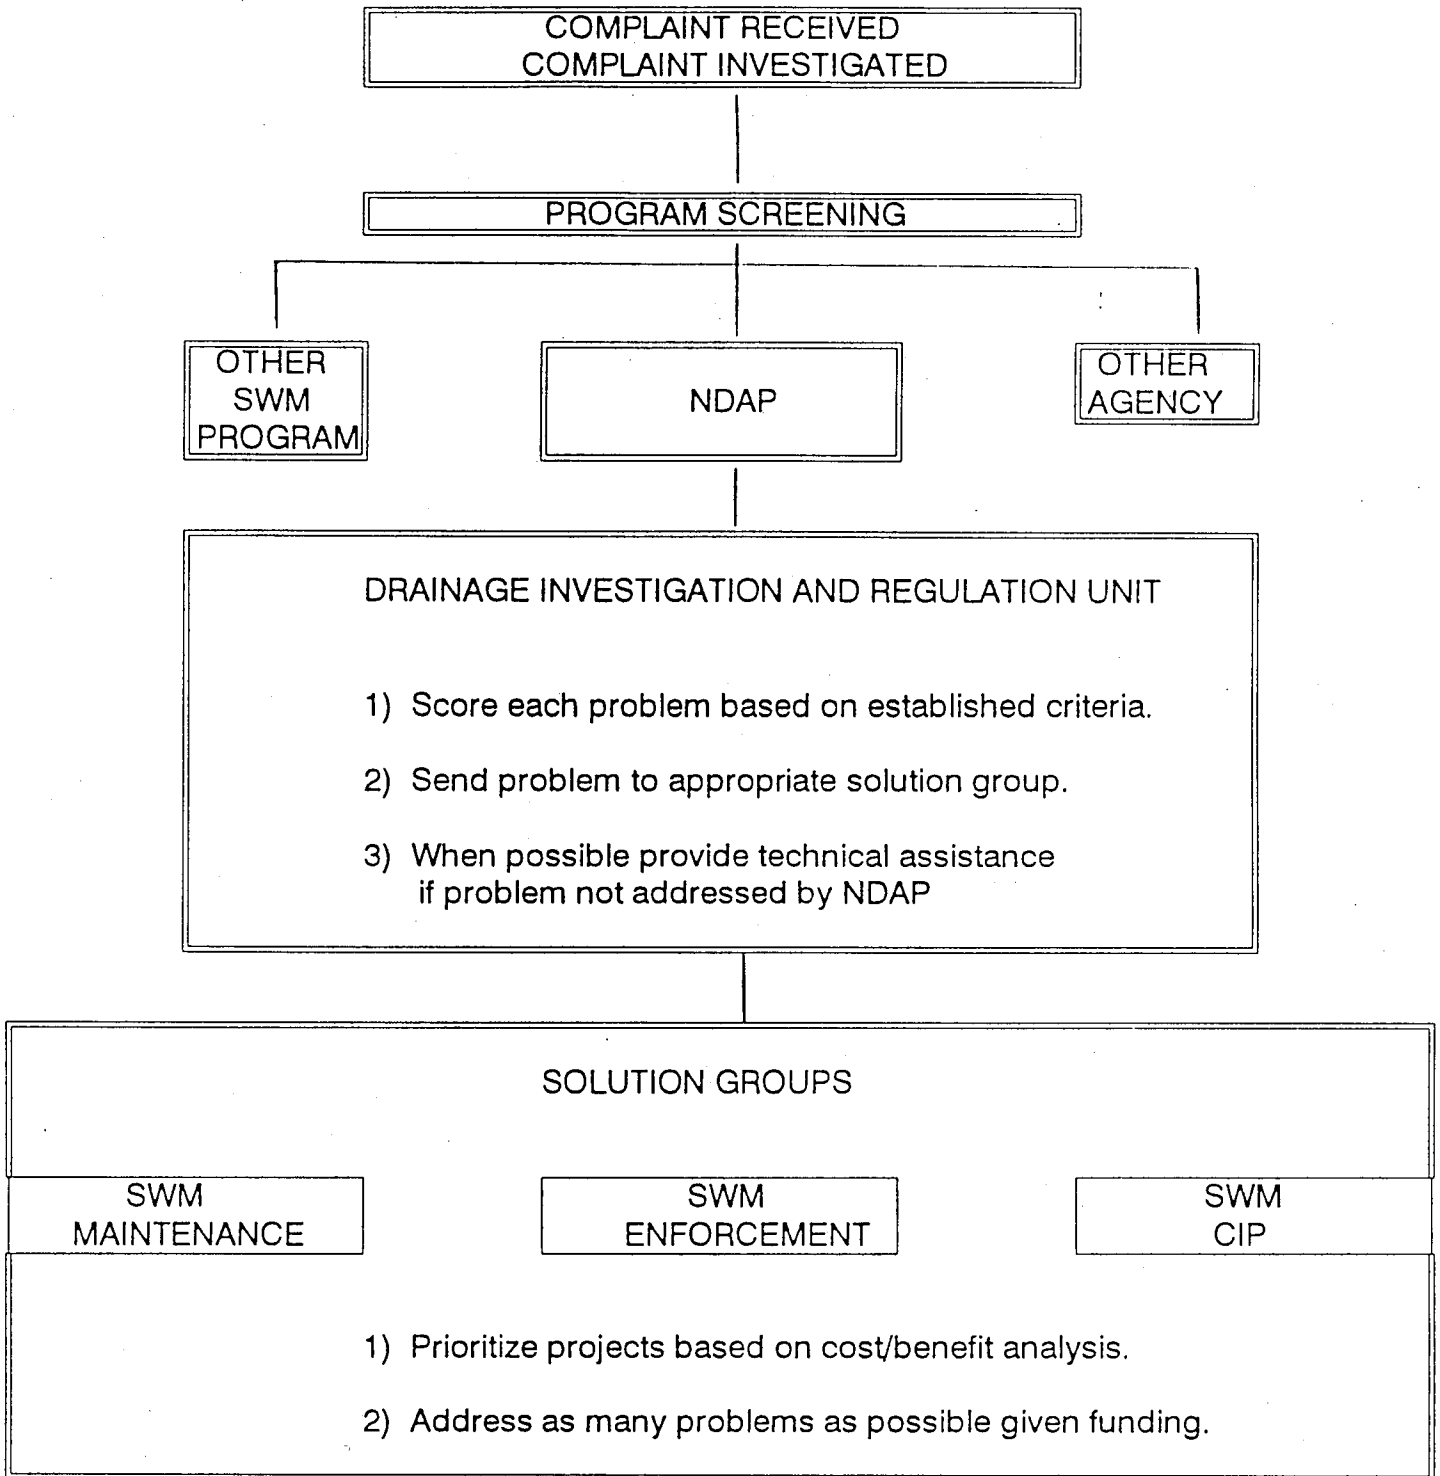 COMPLAINT RECEIVED
COMPLAINT INVESTIGATED
PROGRAM SCREENING
OTHER
SWM
PROGRAM
NDAP
OTHER
AGENCY
DRAINAGE INVESTIGATION AND REGULATION UNIT
1) Score each problem based on established criteria.
2) Send problem to appropriate solution group.
3) When possible provide technical assistance
if problem not addressed by NDAP
SOLUTION GROUPS
SWM
MAINTENANCE
SWM
ENFORCEMENT
SWM
CIP
1) Prioritize projects based on cost/benefit analysis.
2) Address as many problems as possible given funding.